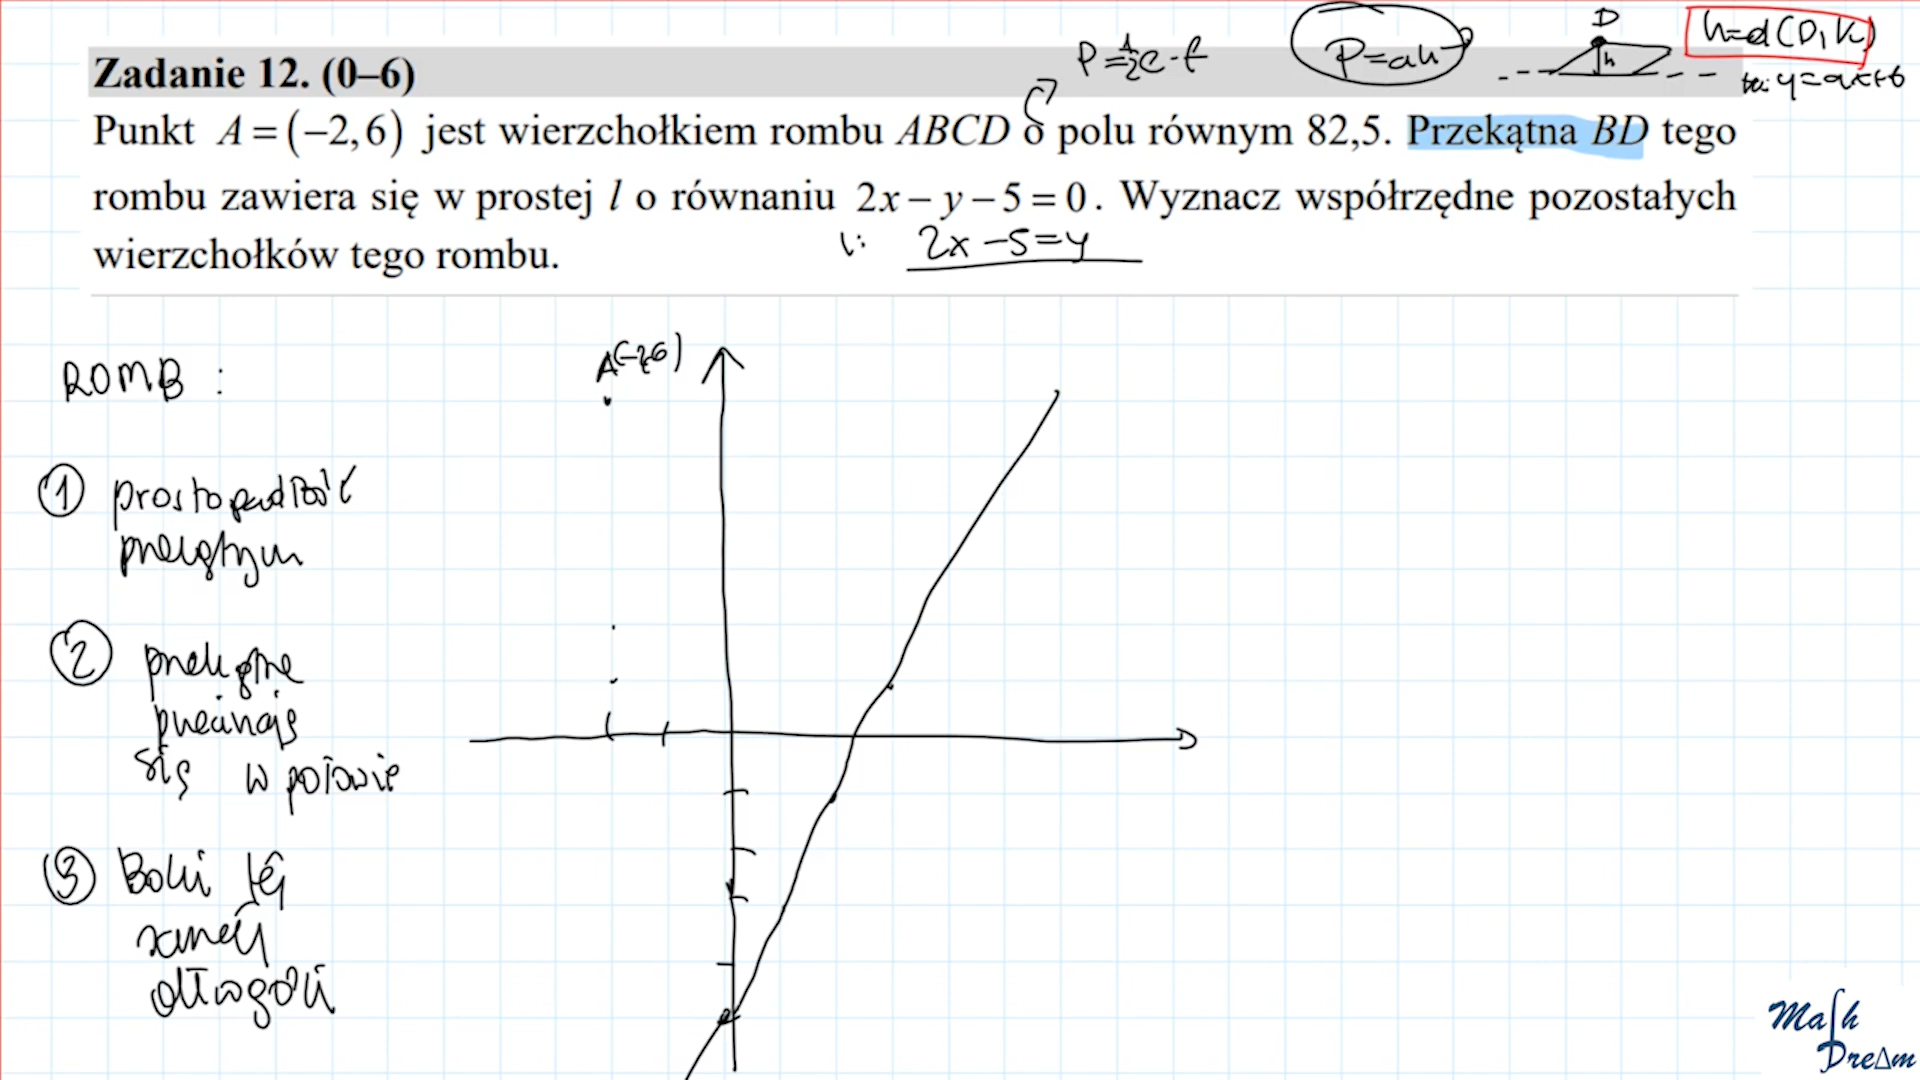 P=½e·f
P=ah
D
h
h=d(D,k)
k: y=ax+b
Zadanie 12. (0–6)
Punkt A = (−2, 6) jest wierzchołkiem rombu ABCD o polu równym 82,5. Przekątna BD tego
rombu zawiera się w prostej l o równaniu 2x − y − 5 = 0. Wyznacz współrzędne pozostałych
wierzchołków tego rombu.
l: 2x −5=y
A(-2,6)
ROMB :
① prostopadłość
przekątnych
② przekątne
przecinają
się w połowie
③ Boki tej
samej
długości
Math
Dre∆m